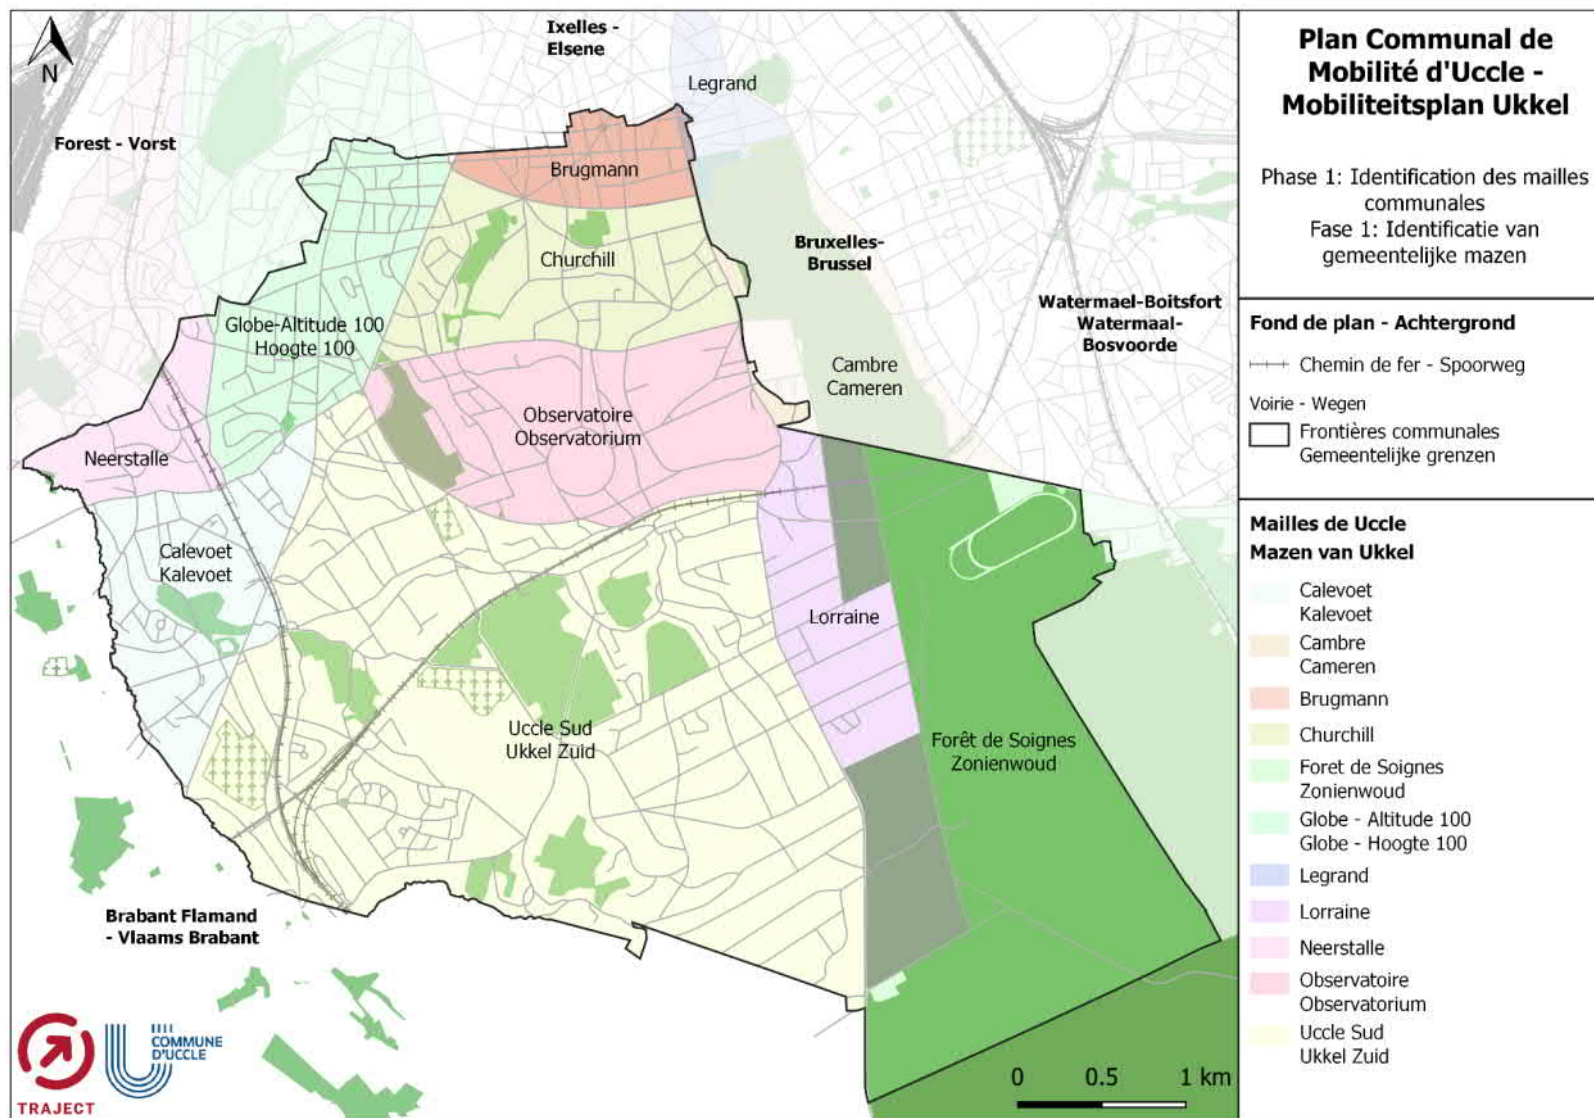 N
Ixelles -
Elsene
Legrand
Forest - Vorst
Brugmann
Churchill
Bruxelles-
Brussel
Watermael-Boitsfort
Watermaal-
Bosvoorde
Globe-Altitude 100
Hoogte 100
Cambre
Cameren
Observatoire
Observatorium
Neerstalle
Calevoet
Kalevoet
Lorraine
Uccle Sud
Ukkel Zuid
Forêt de Soignes
Zonienwoud
Brabant Flamand
- Vlaams Brabant
TRAJECT
COMMUNE
D'UCCLE
0 0.5 1 km
Plan Communal de
Mobilité d'Uccle -
Mobiliteitsplan Ukkel
Phase 1: Identification des mailles
communales
Fase 1: Identificatie van
gemeentelijke mazen
Fond de plan - Achtergrond
Chemin de fer - Spoorweg
Voirie - Wegen
Frontières communales
Gemeentelijke grenzen
Mailles de Uccle
Mazen van Ukkel
Calevoet
Kalevoet
Cambre
Cameren
Brugmann
Churchill
Foret de Soignes
Zonienwoud
Globe - Altitude 100
Globe - Hoogte 100
Legrand
Lorraine
Neerstalle
Observatoire
Observatorium
Uccle Sud
Ukkel Zuid